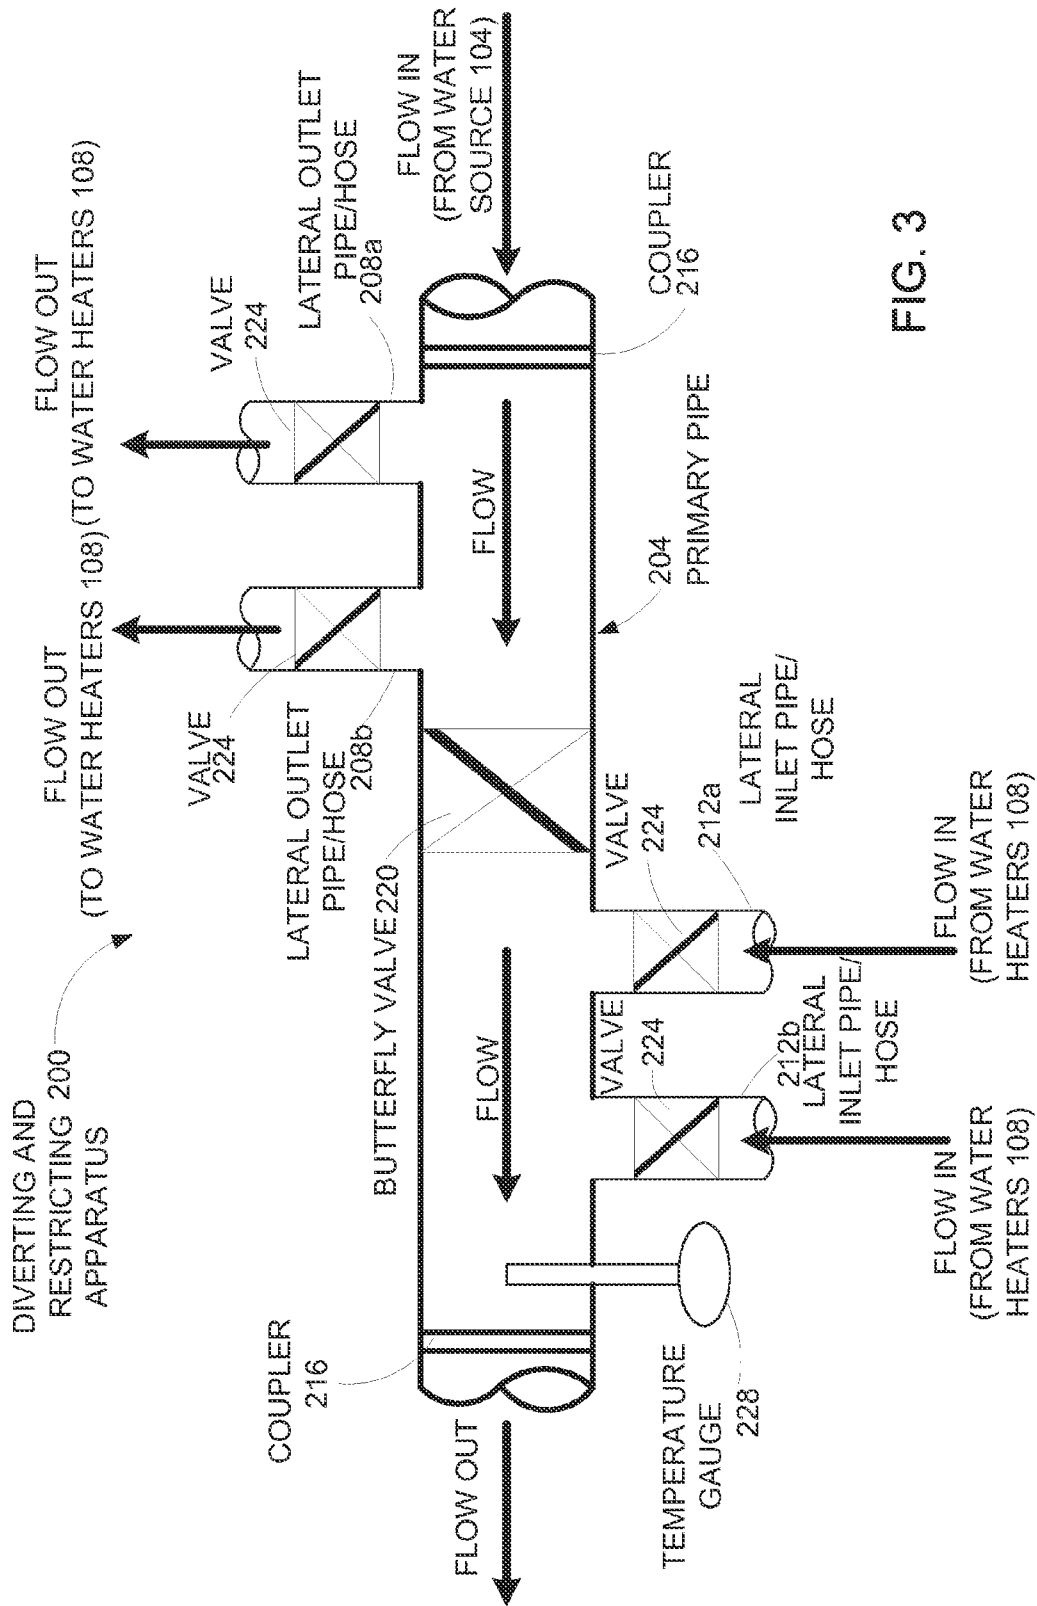 DIVERTING AND
RESTRICTING 200
APPARATUS
FLOW OUT
(TO WATER HEATERS 108)
FLOW OUT
(TO WATER HEATERS 108)
VALVE
224
VALVE
224
LATERAL OUTLET
PIPE/HOSE
208b
LATERAL OUTLET
PIPE/HOSE
208a
COUPLER
216
BUTTERFLY VALVE 220
FLOW IN
(FROM WATER
SOURCE 104)
FLOW OUT
FLOW
FLOW
VALVE
224
VALVE
224
204
PRIMARY PIPE
COUPLER
216
TEMPERATURE
GAUGE
228
212b
LATERAL
INLET PIPE/
HOSE
212a
LATERAL
INLET PIPE/
HOSE
FLOW IN
(FROM WATER
HEATERS 108)
FLOW IN
(FROM WATER
HEATERS 108)
FIG. 3